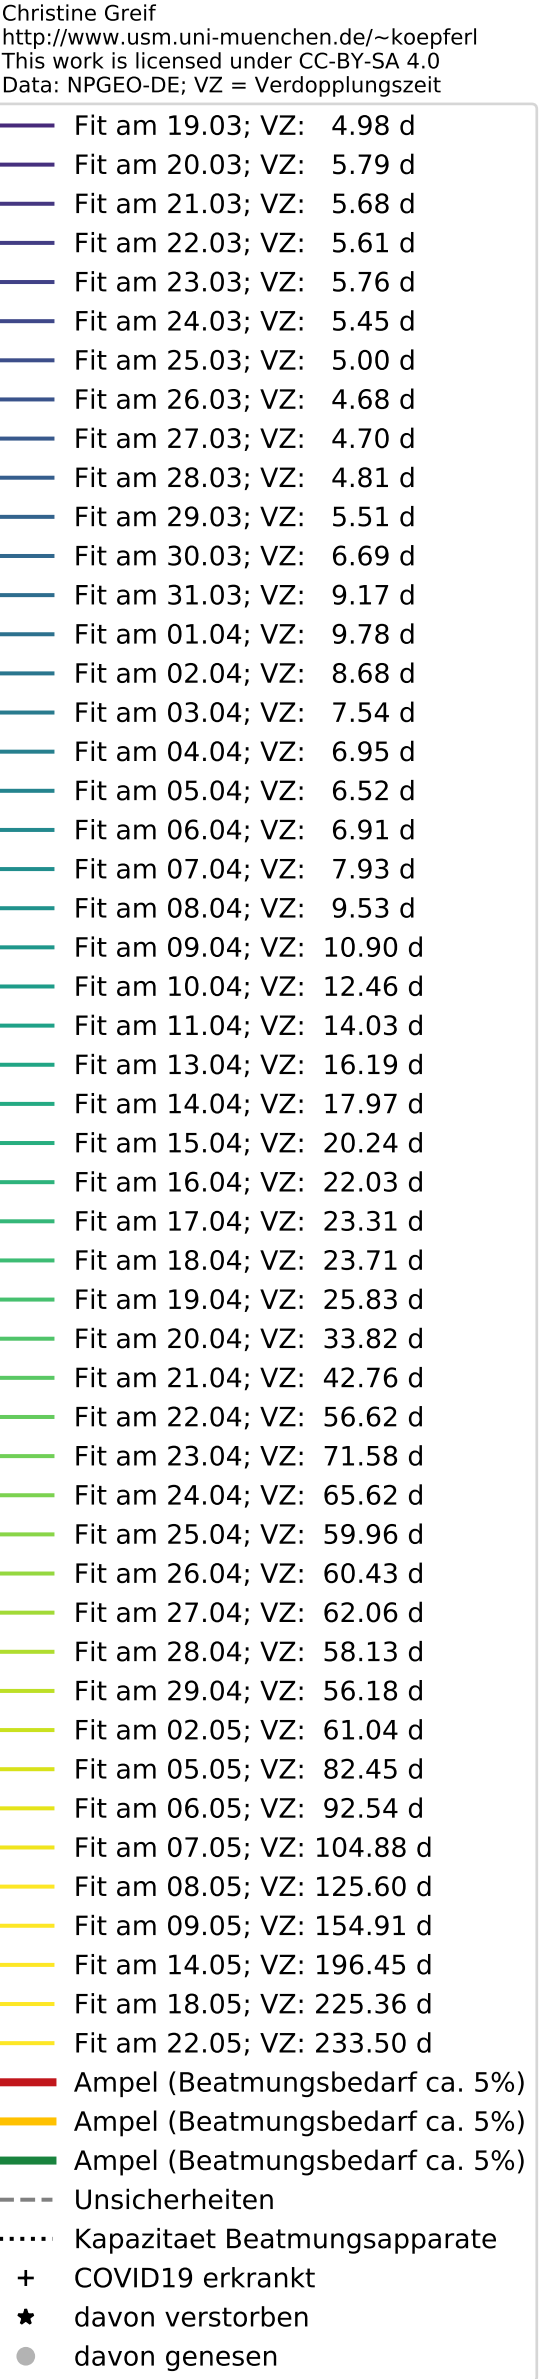 Christine Greif
http://www.usm.uni-muenchen.de/~koepferl
This work is licensed under CC-BY-SA 4.0
Data: NPGEO-DE; VZ = Verdopplungszeit
Fit am 19.03; VZ: 4.98 d
Fit am 20.03; VZ: 5.79 d
Fit am 21.03; VZ: 5.68 d
Fit am 22.03; VZ: 5.61 d
Fit am 23.03; VZ: 5.76 d
Fit am 24.03; VZ: 5.45 d
Fit am 25.03; VZ: 5.00 d
Fit am 26.03; VZ: 4.68 d
Fit am 27.03; VZ: 4.70 d
Fit am 28.03; VZ: 4.81 d
Fit am 29.03; VZ: 5.51 d
Fit am 30.03; VZ: 6.69 d
Fit am 31.03; VZ: 9.17 d
Fit am 01.04; VZ: 9.78 d
Fit am 02.04; VZ: 8.68 d
Fit am 03.04; VZ: 7.54 d
Fit am 04.04; VZ: 6.95 d
Fit am 05.04; VZ: 6.52 d
Fit am 06.04; VZ: 6.91 d
Fit am 07.04; VZ: 7.93 d
Fit am 08.04; VZ: 9.53 d
Fit am 09.04; VZ: 10.90 d
Fit am 10.04; VZ: 12.46 d
Fit am 11.04; VZ: 14.03 d
Fit am 13.04; VZ: 16.19 d
Fit am 14.04; VZ: 17.97 d
Fit am 15.04; VZ: 20.24 d
Fit am 16.04; VZ: 22.03 d
Fit am 17.04; VZ: 23.31 d
Fit am 18.04; VZ: 23.71 d
Fit am 19.04; VZ: 25.83 d
Fit am 20.04; VZ: 33.82 d
Fit am 21.04; VZ: 42.76 d
Fit am 22.04; VZ: 56.62 d
Fit am 23.04; VZ: 71.58 d
Fit am 24.04; VZ: 65.62 d
Fit am 25.04; VZ: 59.96 d
Fit am 26.04; VZ: 60.43 d
Fit am 27.04; VZ: 62.06 d
Fit am 28.04; VZ: 58.13 d
Fit am 29.04; VZ: 56.18 d
Fit am 02.05; VZ: 61.04 d
Fit am 05.05; VZ: 82.45 d
Fit am 06.05; VZ: 92.54 d
Fit am 07.05; VZ: 104.88 d
Fit am 08.05; VZ: 125.60 d
Fit am 09.05; VZ: 154.91 d
Fit am 14.05; VZ: 196.45 d
Fit am 18.05; VZ: 225.36 d
Fit am 22.05; VZ: 233.50 d
Ampel (Beatmungsbedarf ca. 5%)
Ampel (Beatmungsbedarf ca. 5%)
Ampel (Beatmungsbedarf ca. 5%)
Unsicherheiten
Kapazitaet Beatmungsapparate
COVID19 erkrankt
davon verstorben
davon genesen